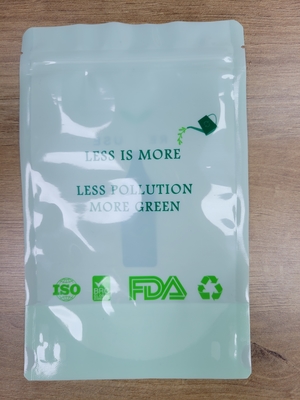 LESS IS MORE
LESS POLLUTION
MORE GREEN
ISO
FDA